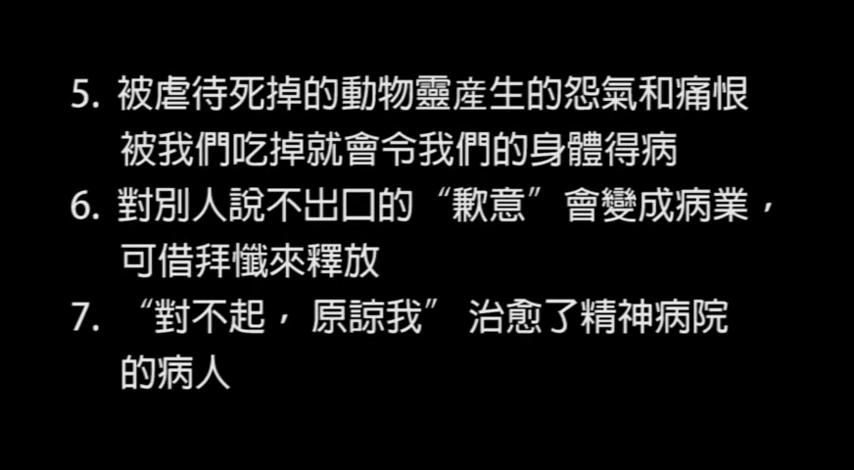 5. 被虐待死掉的動物靈産生的怨氣和痛恨
被我們吃掉就會令我們的身體得病
6. 對別人說不出口的“歉意”會變成病業，
可借拜懺來釋放
7. “對不起，原諒我” 治愈了精神病院
的病人